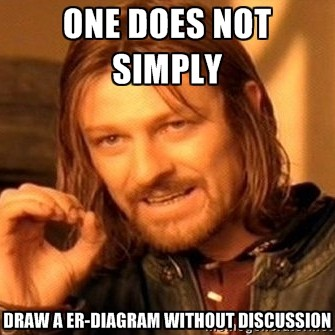 ONE DOES NOT
SIMPLY
DRAW A ER-DIAGRAM WITHOUT DISCUSSION